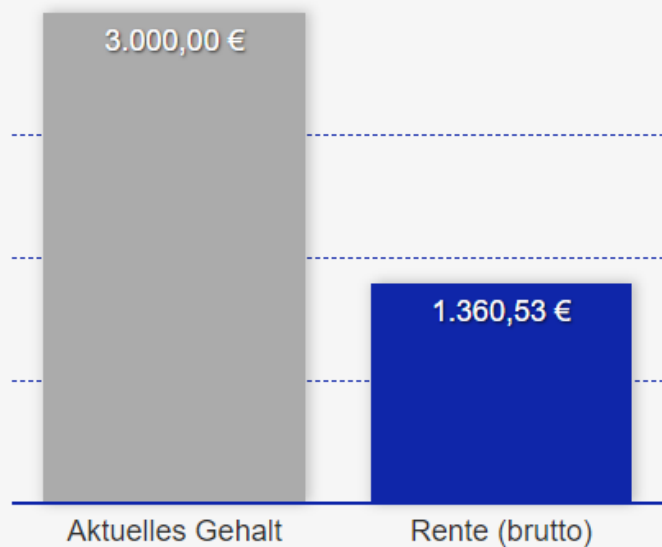 3.000,00 €
1.360,53 €
Aktuelles Gehalt
Rente (brutto)